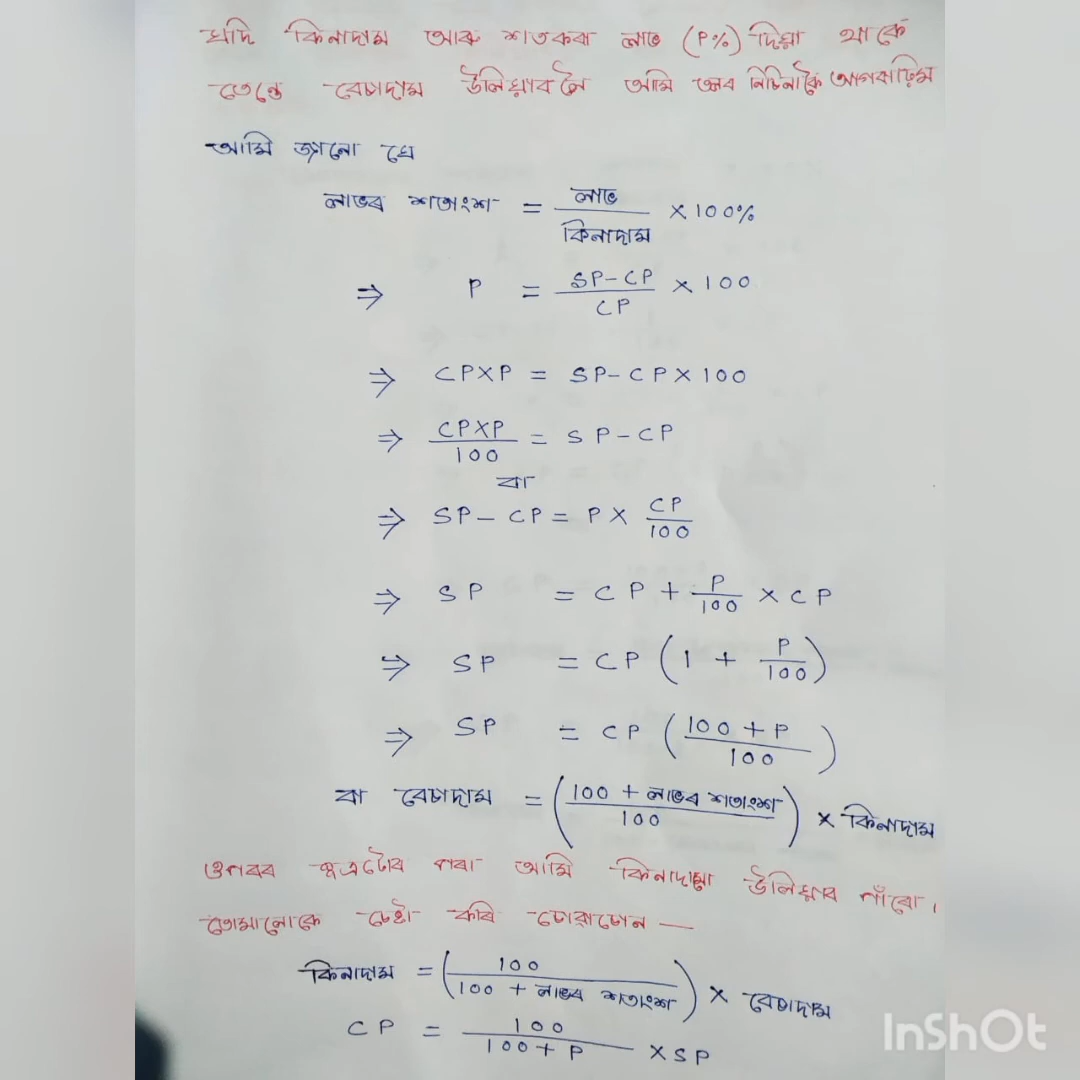 যদি কিনাদাম আৰু শতকৰা লাভ (P%) দিয়া থাকে
তেন্তে বেচাদাম উলিয়াবলৈ আমি তলৰ নিচিনাকৈ আগবাঢ়িম
আমি জানো যে
লাভৰ শতাংশ = লাভ/কিনাদাম × 100%
⇒ P = SP-CP/CP × 100
⇒ CP×P = SP-CP×100
⇒ CP×P/100 = SP-CP
বা
⇒ SP-CP = P× CP/100
⇒ SP = CP + P/100 × CP
⇒ SP = CP (1 + P/100)
⇒ SP = CP (100+P/100)
বা বেচাদাম = (100 + লাভৰ শতাংশ/100) × কিনাদাম
ওপৰৰ সূত্ৰটোৰ পৰা আমি কিনাদামো উলিয়াব পাঁৰো।
তোমালোকে চেষ্টা কৰি চোৱাচোন —
কিনাদাম = (100/100 + লাভৰ শতাংশ) × বেচাদাম
CP = 100/100+P ×SP
InShOt